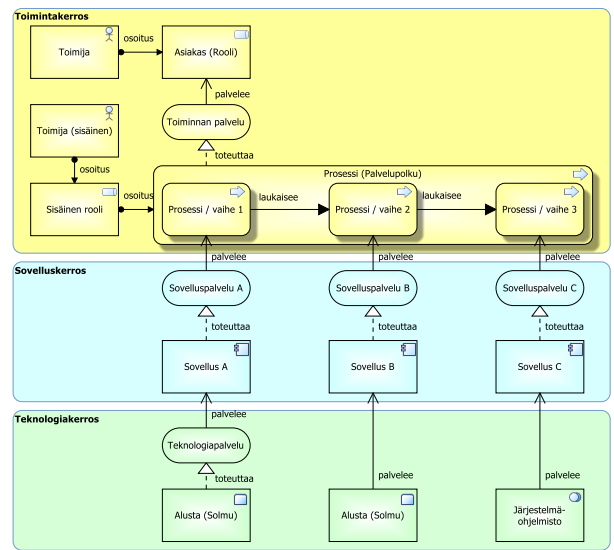 Toimintakerros
Toimija
osoitus
Asiakas (Rooli)
palvelee
Toimija (sisäinen)
Toiminnan palvelu
osoitus
toteuttaa
Prosessi (Palvelupolku)
Sisäinen rooli
osoitus
Prosessi / vaihe 1
laukaisee
Prosessi / vaihe 2
laukaisee
Prosessi / vaihe 3
palvelee
palvelee
palvelee
Sovelluskerros
Sovelluspalvelu A
Sovelluspalvelu B
Sovelluspalvelu C
toteuttaa
toteuttaa
toteuttaa
Sovellus A
Sovellus B
Sovellus C
Teknologiakerros
palvelee
Teknologiapalvelu
toteuttaa
palvelee
palvelee
Alusta (Solmu)
Alusta (Solmu)
Järjestelmä-
ohjelmisto